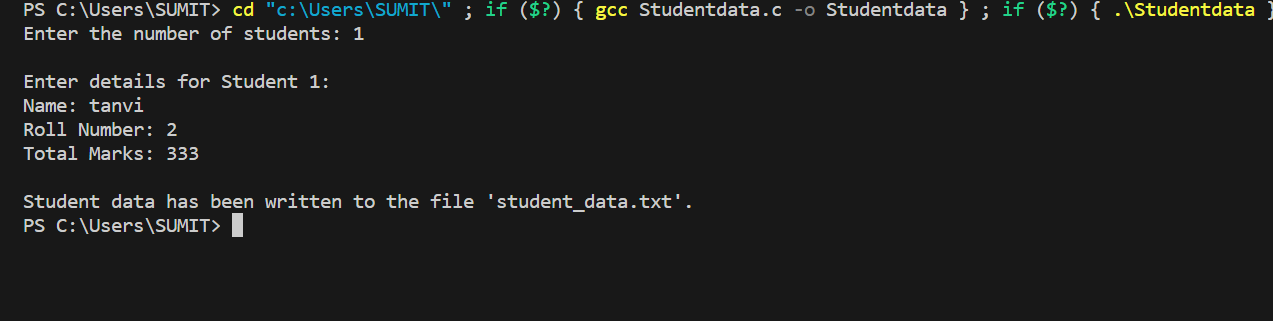 PS C:\Users\SUMIT> cd "c:\Users\SUMIT\" ; if ($?) { gcc Studentdata.c -o Studentdata } ; if ($?) { .\Studentdata }
Enter the number of students: 1
Enter details for Student 1:
Name: tanvi
Roll Number: 2
Total Marks: 333
Student data has been written to the file 'student_data.txt'.
PS C:\Users\SUMIT>